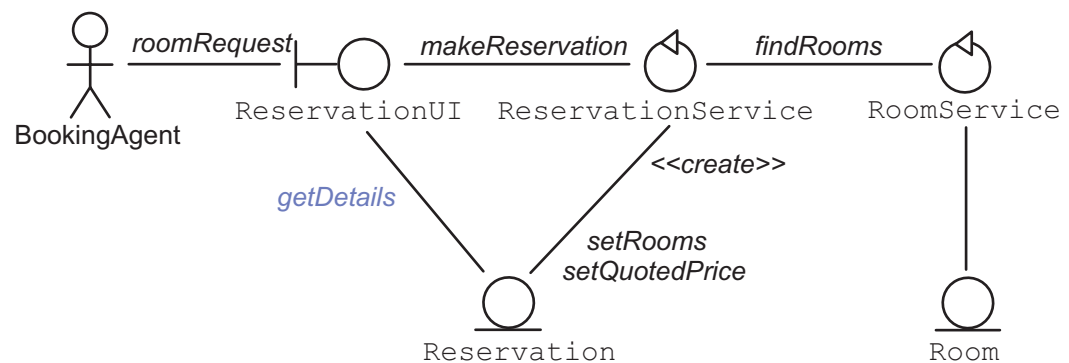 roomRequest
makeReservation
findRooms
ReservationUI
ReservationService
RoomService
BookingAgent
<<create>>
getDetails
setRooms
setQuotedPrice
Reservation
Room